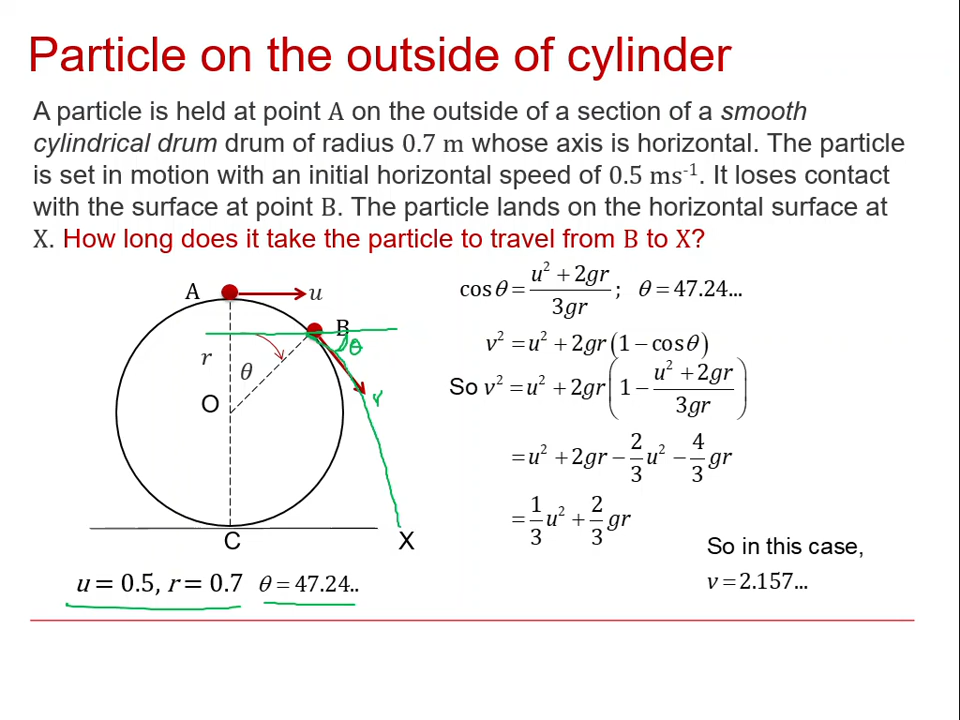 Particle on the outside of cylinder
A particle is held at point A on the outside of a section of a smooth
cylindrical drum drum of radius 0.7 m whose axis is horizontal. The particle
is set in motion with an initial horizontal speed of 0.5 ms⁻¹. It loses contact
with the surface at point B. The particle lands on the horizontal surface at
X. How long does it take the particle to travel from B to X?
A
u
B
θ
r
θ
O
C
X
u = 0.5, r = 0.7 θ = 47.24..
cosθ = (u² + 2gr)/(3gr) ; θ = 47.24...
v² = u² + 2gr(1 − cosθ)
So v² = u² + 2gr(1 − (u² + 2gr)/(3gr))
= u² + 2gr − 2/3 u² − 4/3 gr
= 1/3 u² + 2/3 gr
So in this case,
v = 2.157...